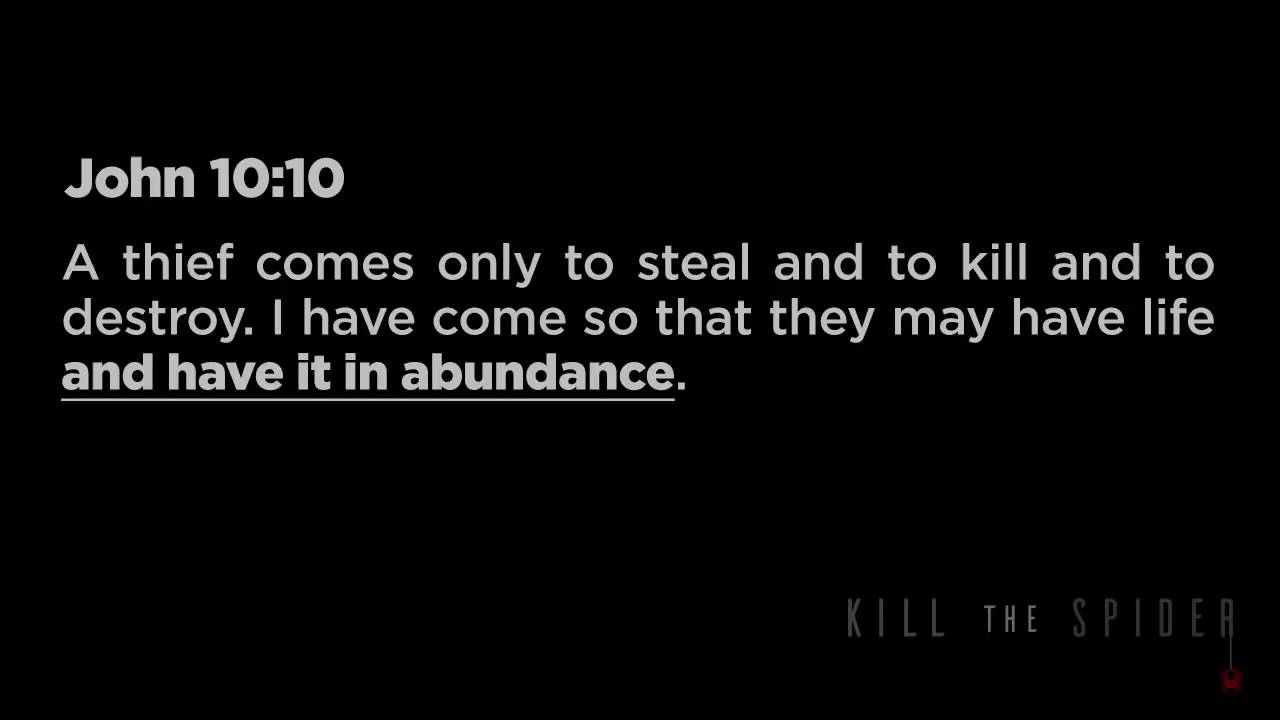 John 10:10
A thief comes only to steal and to kill and to
destroy. I have come so that they may have life
and have it in abundance.
KILL THE SPIDER